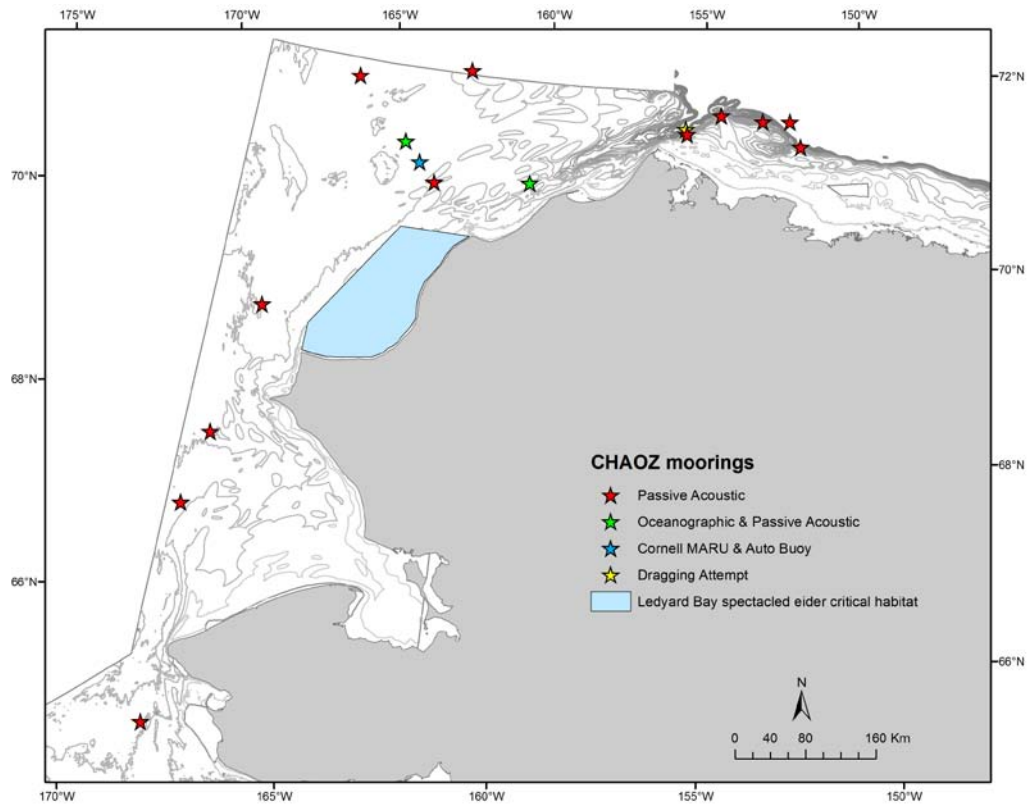 175°W 170°W 165°W 160°W 155°W 150°W
72°N
70°N
70°N
68°N
68°N
66°N
66°N
CHAOZ moorings
Passive Acoustic
Oceanographic & Passive Acoustic
Cornell MARU & Auto Buoy
Dragging Attempt
Ledyard Bay spectacled eider critical habitat
N
0 40 80 160 Km
170°W 165°W 160°W 155°W 150°W